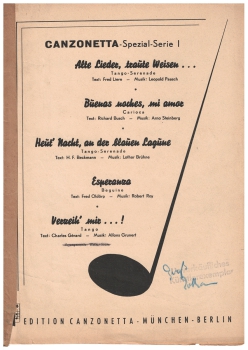 CANZONETTA-Spezial-Serie I
Alte Lieder, traute Weisen . . .
Tango-Serenade
Text: Fred Liere – Musik: Leopold Paasch
Buenas noches, mi amor
Carioca
Text: Richard Busch – Musik: Arno Steinberg
Heut' Nacht, an der blauen Lagune
Tango-Serenade
Text: H. F. Beckmann – Musik: Lothar Brühne
Esperanza
Beguine
Text: Fred Oldörp – Musik: Robert Ray
Verzeih' mir . . . !
Tango
Text: Charles Gérard – Musik: Alfons Grunert
EDITION CANZONETTA - MÜNCHEN - BERLIN